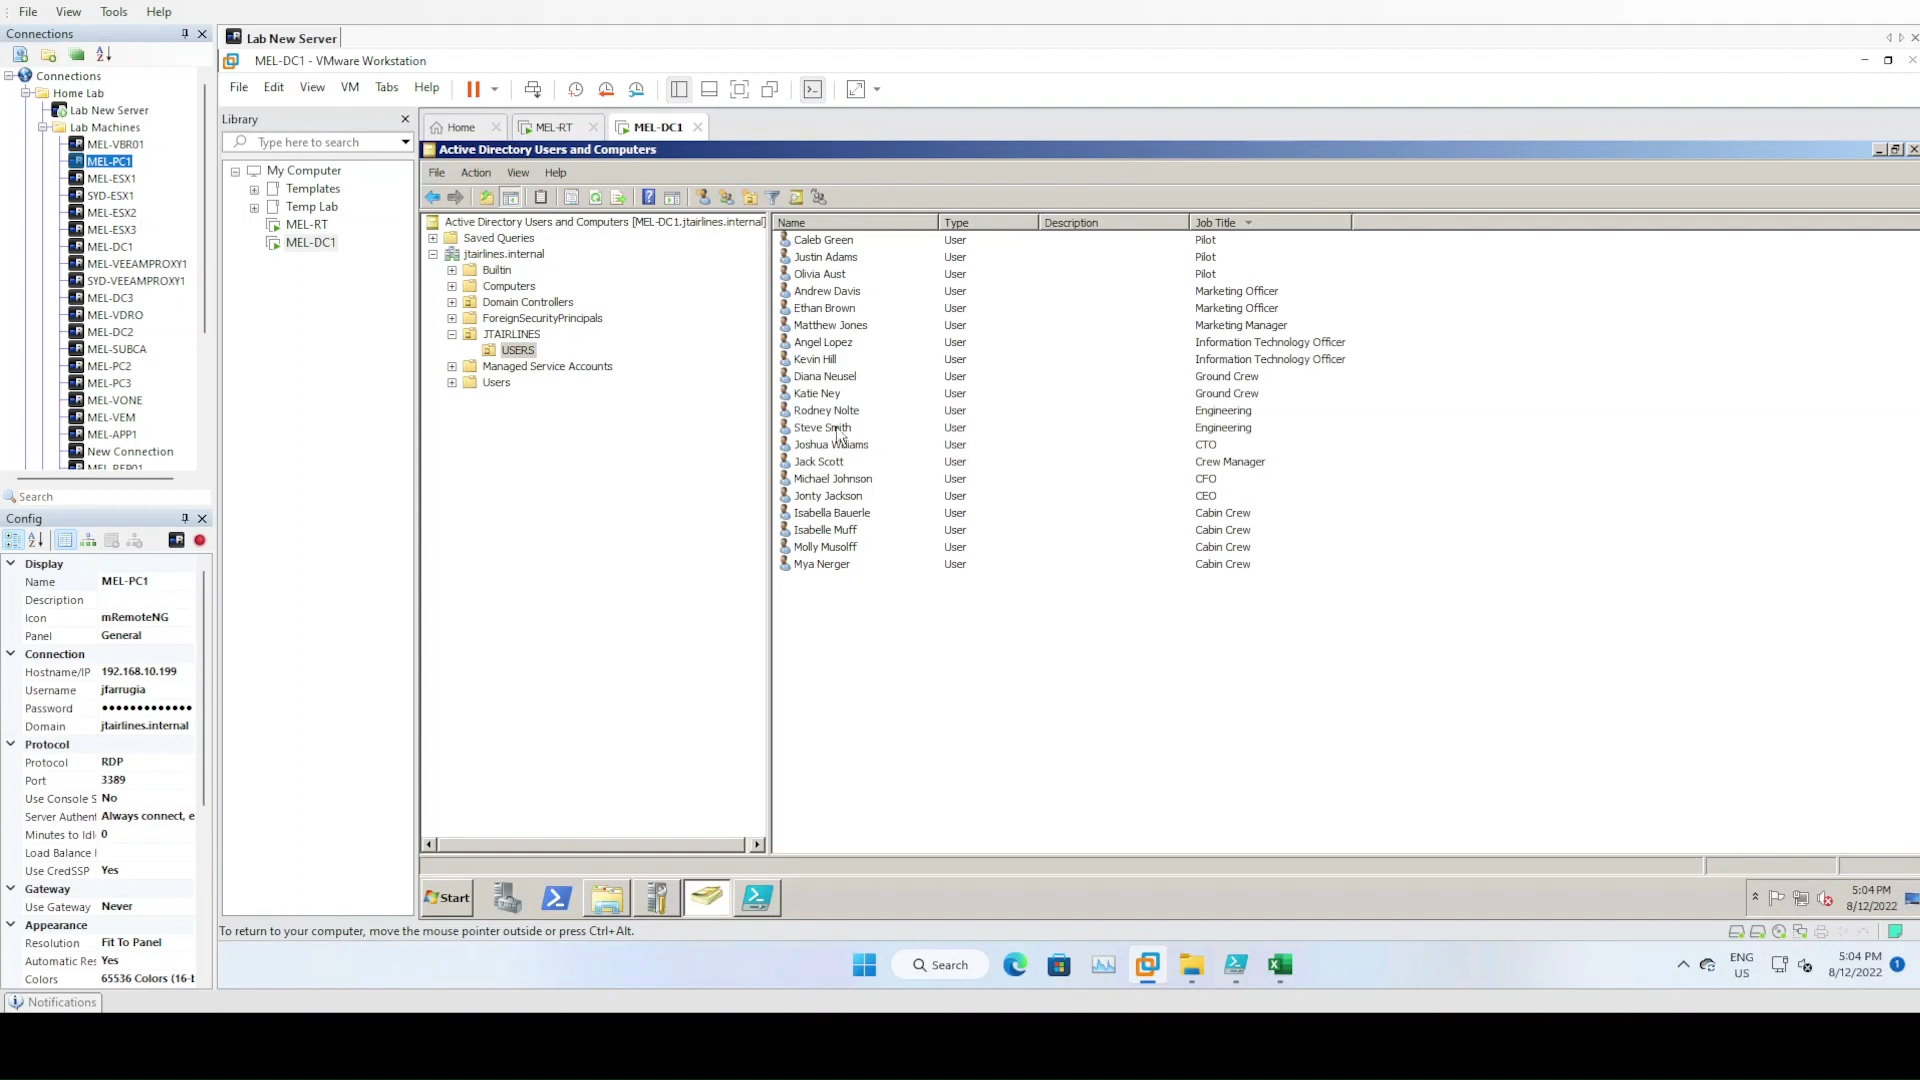 File View Tools Help
Connections
Connections
Home Lab
Lab New Server
Lab Machines
MEL-VBR01
MEL-PC1
MEL-ESX1
SYD-ESX1
MEL-ESX2
MEL-ESX3
MEL-DC1
MEL-VEEAMPROXY1
SYD-VEEAMPROXY1
MEL-DC3
MEL-VDRO
MEL-DC2
MEL-SUBCA
MEL-PC2
MEL-PC3
MEL-VONE
MEL-VEM
MEL-APP1
New Connection
MEL-REP01
Search
Config
Display
Name MEL-PC1
Description
Icon mRemoteNG
Panel General
Connection
Hostname/IP 192.168.10.199
Username jfarrugia
Password ●●●●●●●●●●●●●
Domain jtairlines.internal
Protocol
Protocol RDP
Port 3389
Use Console S No
Server Authent Always connect, e
Minutes to Idl 0
Load Balance I
Use CredSSP Yes
Gateway
Use Gateway Never
Appearance
Resolution Fit To Panel
Automatic Res Yes
Colors 65536 Colors (16-b
Notifications
Lab New Server
MEL-DC1 - VMware Workstation
File Edit View VM Tabs Help
Library
Type here to search
My Computer
Templates
Temp Lab
MEL-RT
MEL-DC1
Home MEL-RT MEL-DC1
Active Directory Users and Computers
File Action View Help
Active Directory Users and Computers [MEL-DC1.jtairlines.internal]
Saved Queries
jtairlines.internal
Builtin
Computers
Domain Controllers
ForeignSecurityPrincipals
JTAIRLINES
USERS
Managed Service Accounts
Users
Name Type Description Job Title
Caleb Green User Pilot
Justin Adams User Pilot
Olivia Aust User Pilot
Andrew Davis User Marketing Officer
Ethan Brown User Marketing Officer
Matthew Jones User Marketing Manager
Angel Lopez User Information Technology Officer
Kevin Hill User Information Technology Officer
Diana Neusel User Ground Crew
Katie Ney User Ground Crew
Rodney Nolte User Engineering
Steve Smith User Engineering
Joshua Williams User CTO
Jack Scott User Crew Manager
Michael Johnson User CFO
Jonty Jackson User CEO
Isabella Bauerle User Cabin Crew
Isabelle Muff User Cabin Crew
Molly Musolff User Cabin Crew
Mya Nerger User Cabin Crew
Start
5:04 PM
8/12/2022
To return to your computer, move the mouse pointer outside or press Ctrl+Alt.
Search
ENG
US
5:04 PM
8/12/2022
1